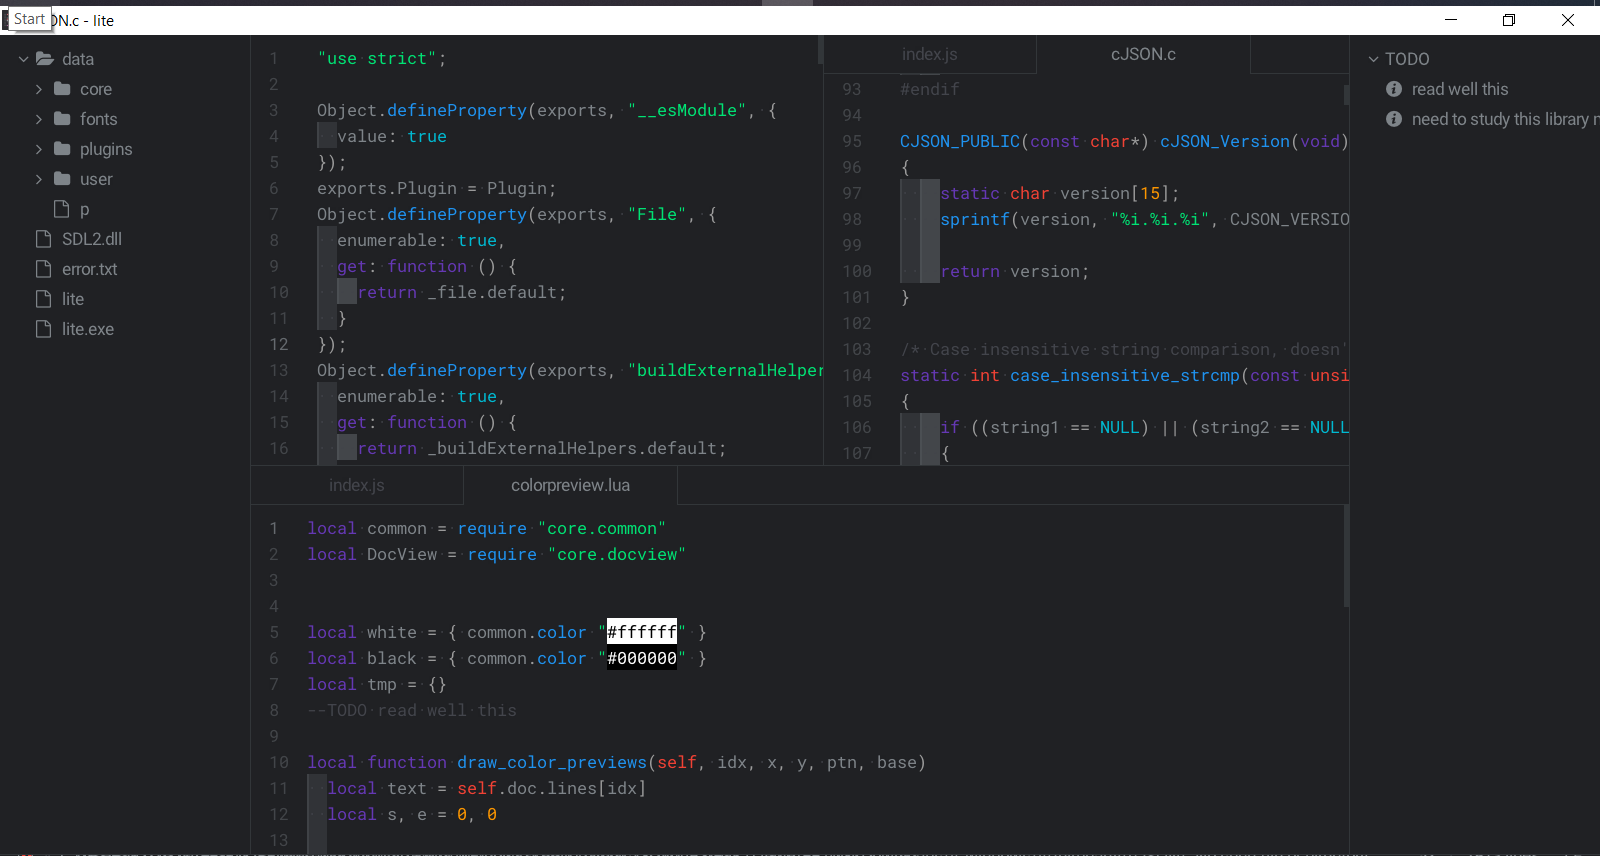 Start
ON.c - lite
data
core
fonts
plugins
user
p
SDL2.dll
error.txt
lite
lite.exe
1 "use strict";
2
3 Object.defineProperty(exports, "__esModule", {
4 value: true
5 });
6 exports.Plugin = Plugin;
7 Object.defineProperty(exports, "File", {
8 enumerable: true,
9 get: function () {
10 return _file.default;
11 }
12 });
13 Object.defineProperty(exports, "buildExternalHelper
14 enumerable: true,
15 get: function () {
16 return _buildExternalHelpers.default;
index.js cJSON.c
93 #endif
94
95 CJSON_PUBLIC(const char*) cJSON_Version(void)
96 {
97 static char version[15];
98 sprintf(version, "%i.%i.%i", CJSON_VERSIO
99
100 return version;
101 }
102
103 /* Case insensitive string comparison, doesn'
104 static int case_insensitive_strcmp(const unsi
105 {
106 if ((string1 == NULL) || (string2 == NULL
107 {
index.js colorpreview.lua
1 local common = require "core.common"
2 local DocView = require "core.docview"
3
4
5 local white = { common.color "#ffffff" }
6 local black = { common.color "#000000" }
7 local tmp = {}
8 --TODO read well this
9
10 local function draw_color_previews(self, idx, x, y, ptn, base)
11 local text = self.doc.lines[idx]
12 local s, e = 0, 0
13
TODO
read well this
need to study this library n